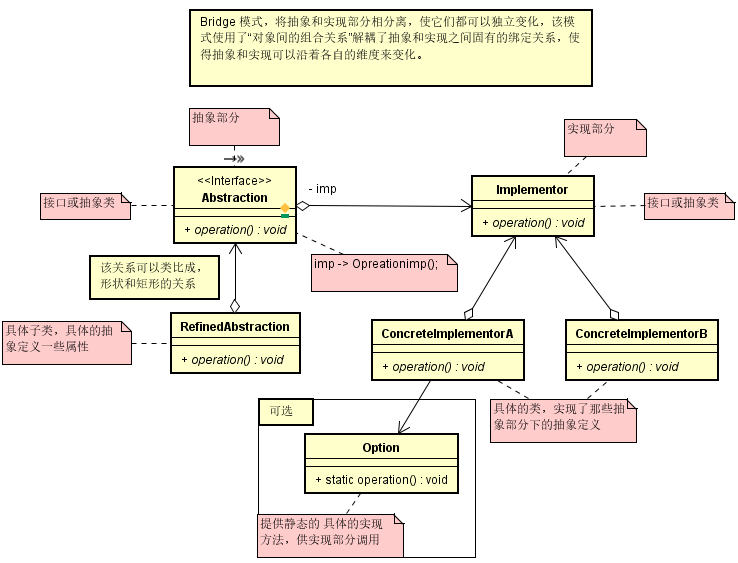 Bridge 模式，将抽象和实现部分相分离，使它们都可以独立变化，该模
式使用了“对象间的组合关系”解耦了抽象和实现之间固有的绑定关系，使
得抽象和实现可以沿着各自的维度来变化。
抽象部分
实现部分
<<Interface>>
Abstraction
+ operation() : void
- imp
Implementor
+ operation() : void
接口或抽象类
接口或抽象类
imp -> Opreationimp();
该关系可以类比成，
形状和矩形的关系
具体子类，具体的抽
象定义一些属性
RefinedAbstraction
+ operation() : void
ConcreteImplementorA
+ operation() : void
ConcreteImplementorB
+ operation() : void
具体的类，实现了那些抽
象部分下的抽象定义
可选
Option
+ static operation() : void
提供静态的 具体的实现
方法，供实现部分调用